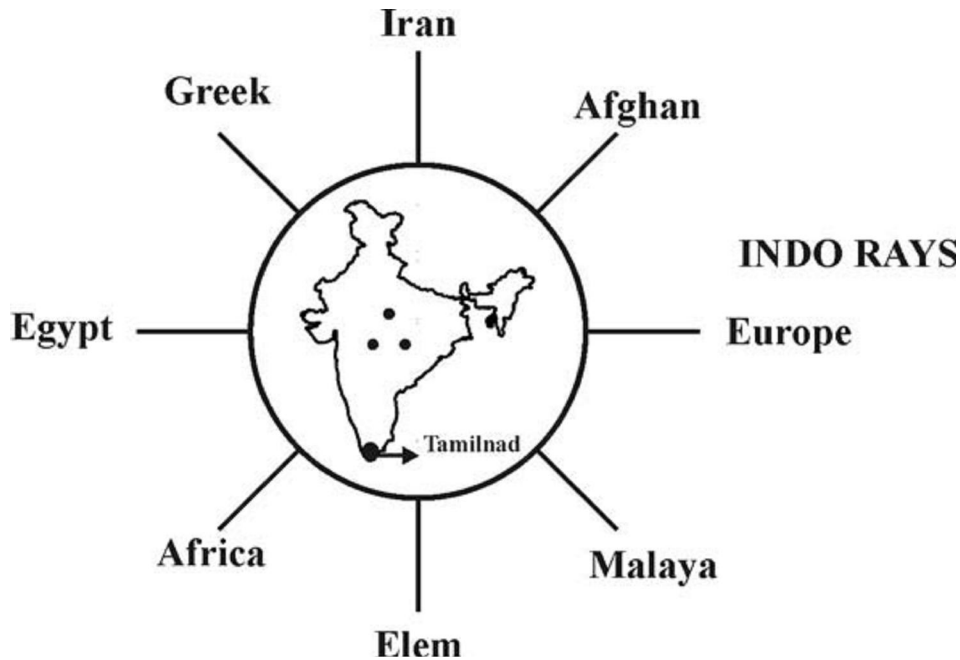 Iran
Greek
Afghan
INDO RAYS
Egypt
Europe
Tamilnad
Africa
Malaya
Elem